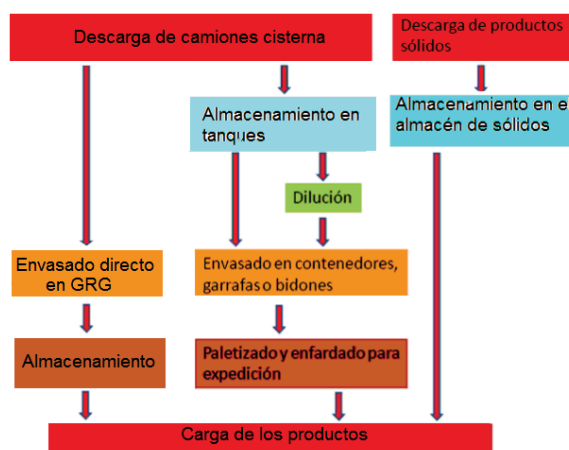 Descarga de camiones cisterna
Descarga de productos
sólidos
Almacenamiento en
tanques
Almacenamiento en e
almacén de sólidos
Dilución
Envasado directo
en GRG
Envasado en contenedores,
garrafas o bidones
Almacenamiento
Paletizado y enfardado para
expedición
Carga de los productos